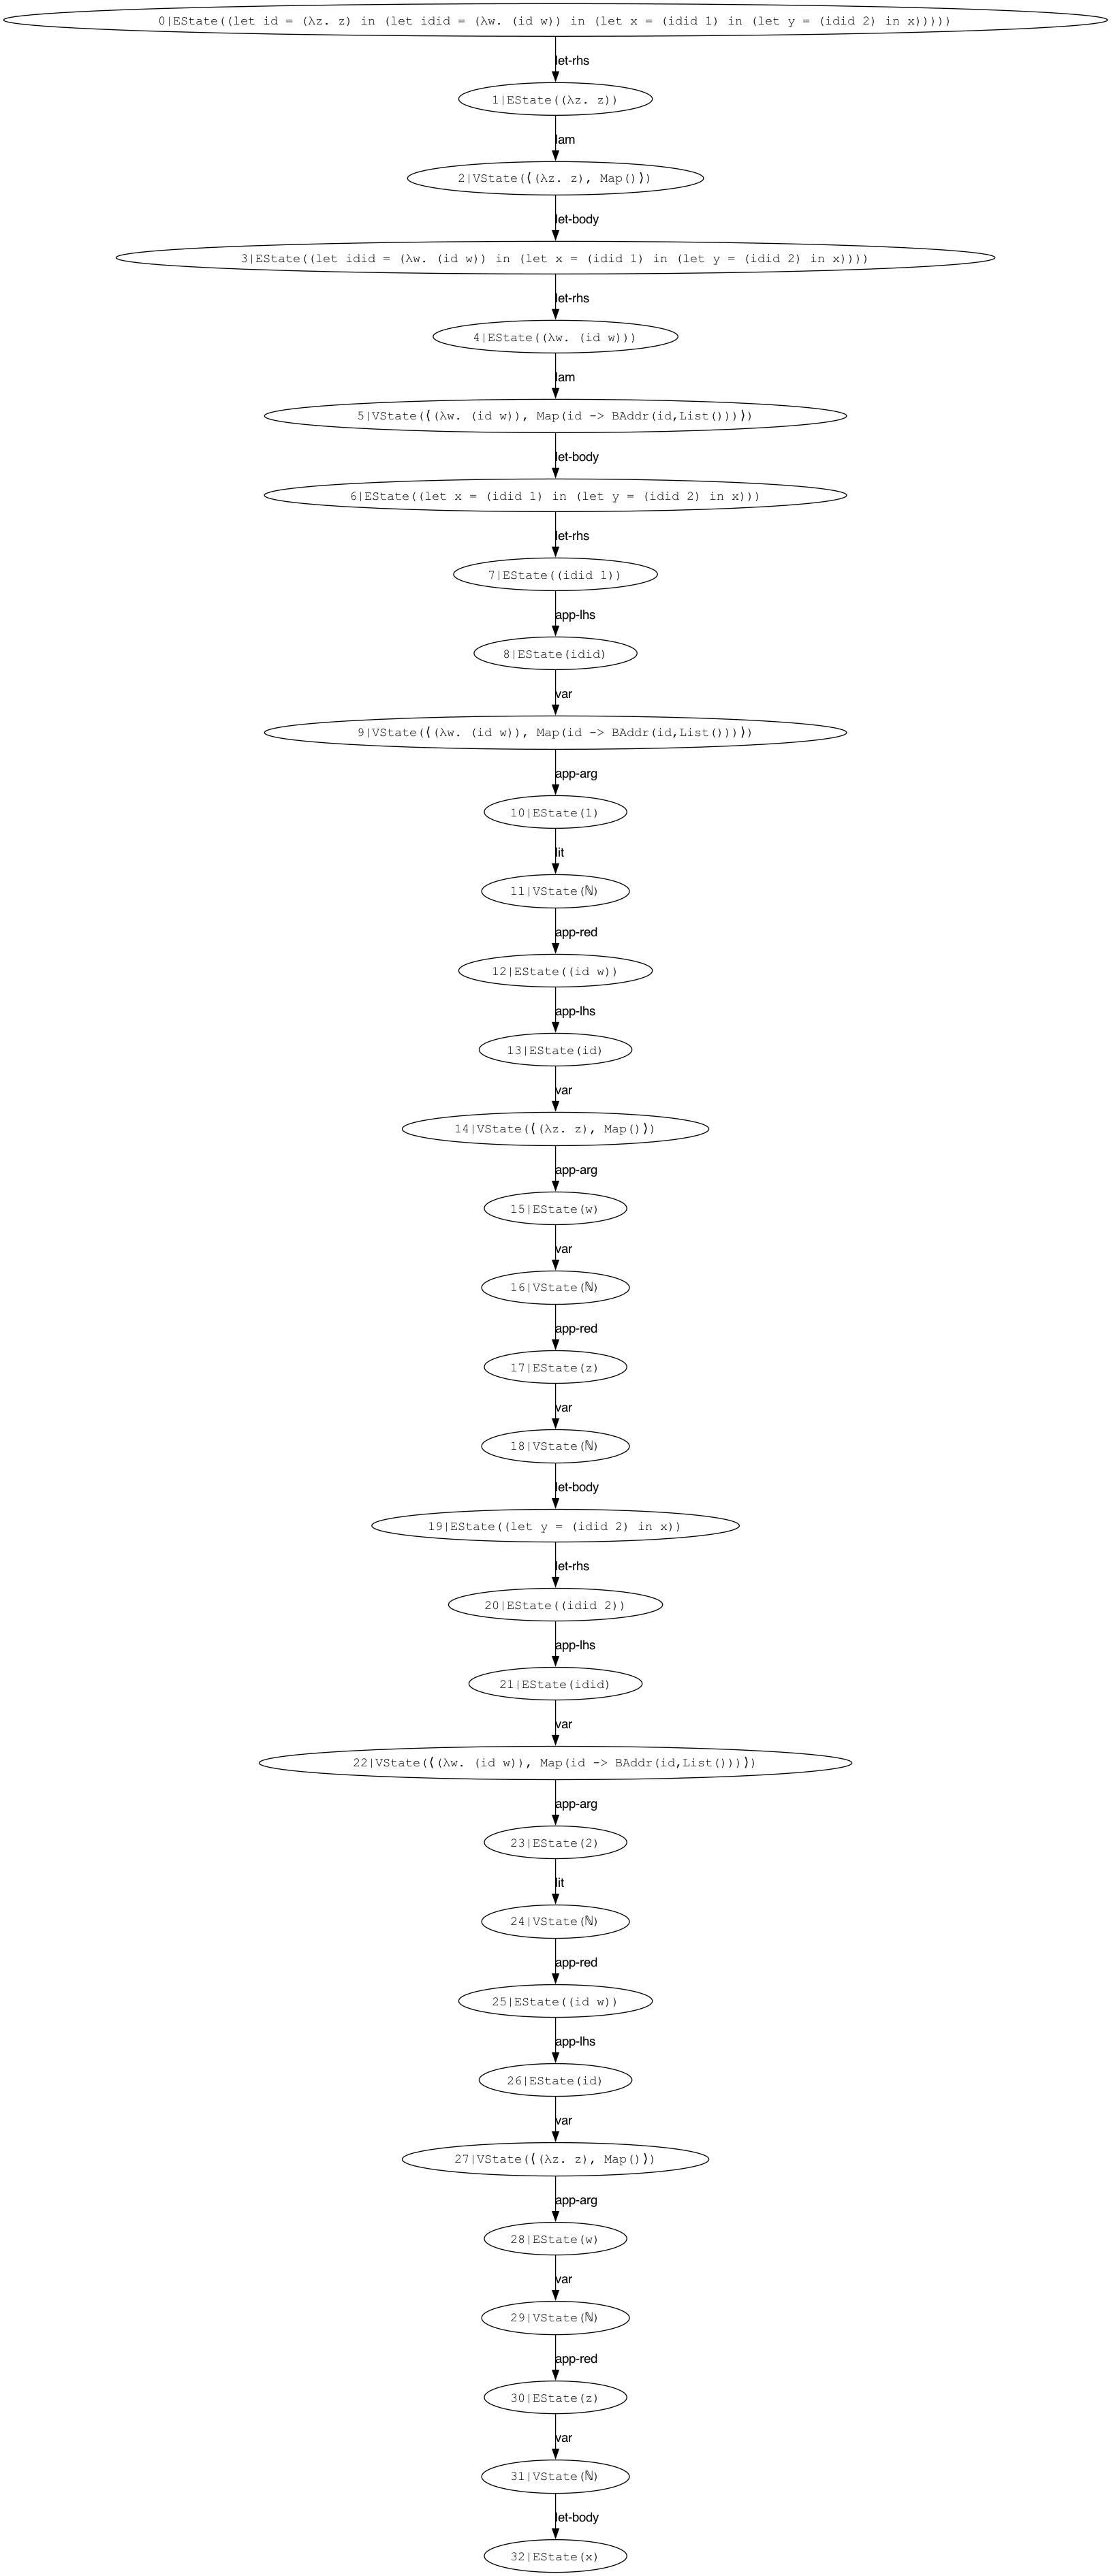 0|EState((let id = (λz. z) in (let idid = (λw. (id w)) in (let x = (idid 1) in (let y = (idid 2) in x)))))
let-rhs
1|EState((λz. z))
lam
2|VState(⟨(λz. z), Map()⟩)
let-body
3|EState((let idid = (λw. (id w)) in (let x = (idid 1) in (let y = (idid 2) in x))))
let-rhs
4|EState((λw. (id w)))
lam
5|VState(⟨(λw. (id w)), Map(id -> BAddr(id,List()))⟩)
let-body
6|EState((let x = (idid 1) in (let y = (idid 2) in x)))
let-rhs
7|EState((idid 1))
app-lhs
8|EState(idid)
var
9|VState(⟨(λw. (id w)), Map(id -> BAddr(id,List()))⟩)
app-arg
10|EState(1)
lit
11|VState(ℕ)
app-red
12|EState((id w))
app-lhs
13|EState(id)
var
14|VState(⟨(λz. z), Map()⟩)
app-arg
15|EState(w)
var
16|VState(ℕ)
app-red
17|EState(z)
var
18|VState(ℕ)
let-body
19|EState((let y = (idid 2) in x))
let-rhs
20|EState((idid 2))
app-lhs
21|EState(idid)
var
22|VState(⟨(λw. (id w)), Map(id -> BAddr(id,List()))⟩)
app-arg
23|EState(2)
lit
24|VState(ℕ)
app-red
25|EState((id w))
app-lhs
26|EState(id)
var
27|VState(⟨(λz. z), Map()⟩)
app-arg
28|EState(w)
var
29|VState(ℕ)
app-red
30|EState(z)
var
31|VState(ℕ)
let-body
32|EState(x)